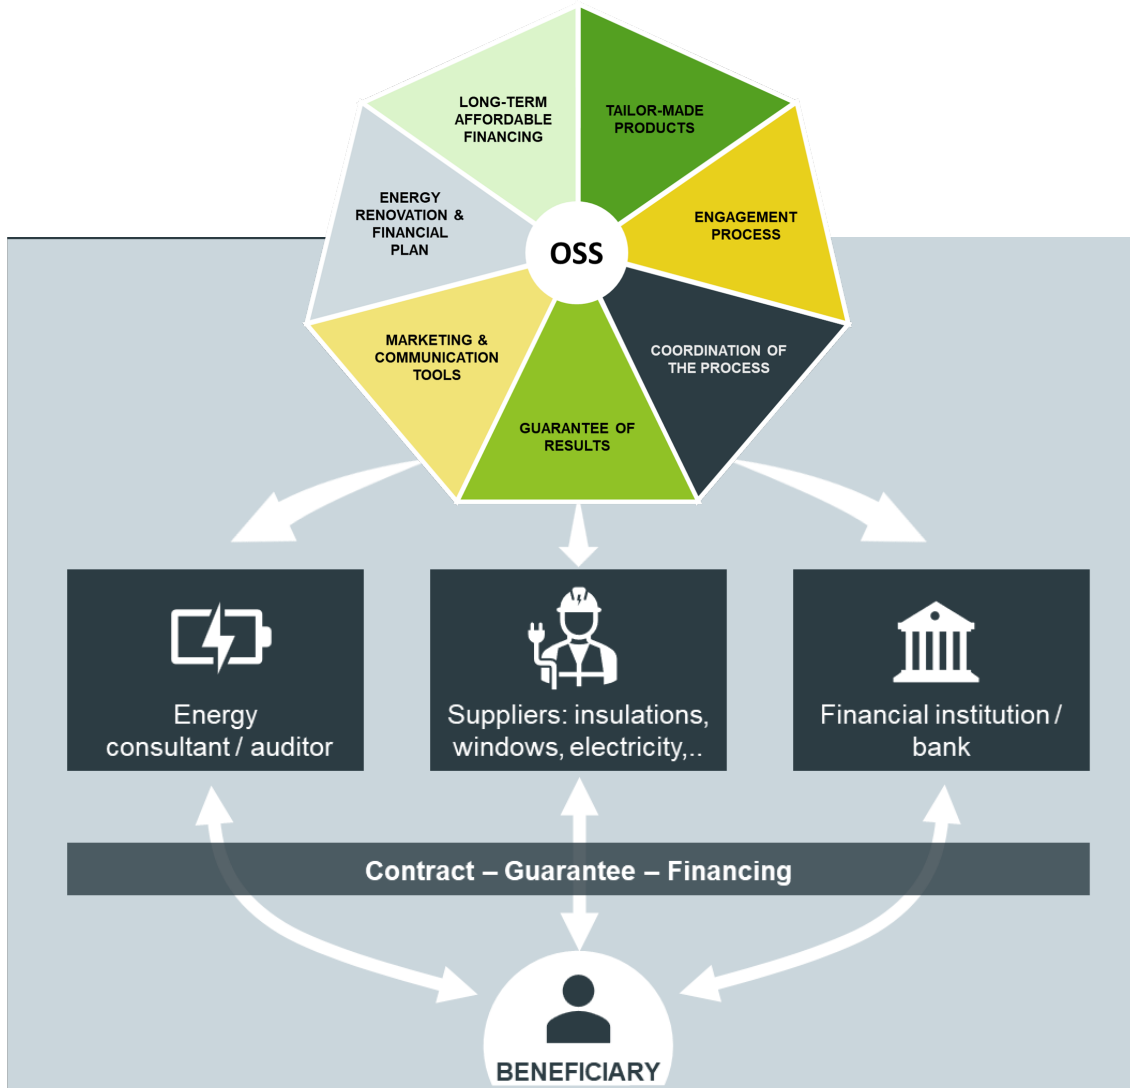 LONG-TERM
AFFORDABLE
FINANCING
TAILOR-MADE
PRODUCTS
ENERGY
RENOVATION &
FINANCIAL
PLAN
ENGAGEMENT
PROCESS
OSS
MARKETING &
COMMUNICATION
TOOLS
COORDINATION OF
THE PROCESS
GUARANTEE OF
RESULTS
Energy
consultant / auditor
Suppliers: insulations,
windows, electricity,..
Financial institution /
bank
Contract – Guarantee – Financing
BENEFICIARY